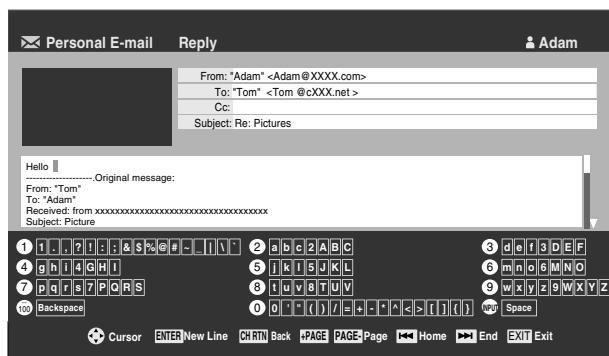 Personal E-mail Reply Adam
From: "Adam" <Adam@XXXX.com>
To: "Tom" <Tom @cXXX.net >
Cc:
Subject: Re: Pictures
Hello
--------------------.Original message:
From: "Tom"
To: "Adam"
Received: from xxxxxxxxxxxxxxxxxxxxxxxxxxxxxxxxxxx
Subject: Picture
1 1 . , ? ! : ; & $ % @ # ~ _ | \ ` 2 a b c 2 A B C 3 d e f 3 D E F
4 g h i 4 G H I 5 j k l 5 J K L 6 m n o 6 M N O
7 p q r s 7 P Q R S 8 t u v 8 T U V 9 w x y z 9 W X Y Z
100 Backspace 0 0 ' " ( ) / = + - * ^ < > [ ] { } INPUT Space
Cursor ENTER New Line CH RTN Back +PAGE PAGE- Page Home End EXIT Exit